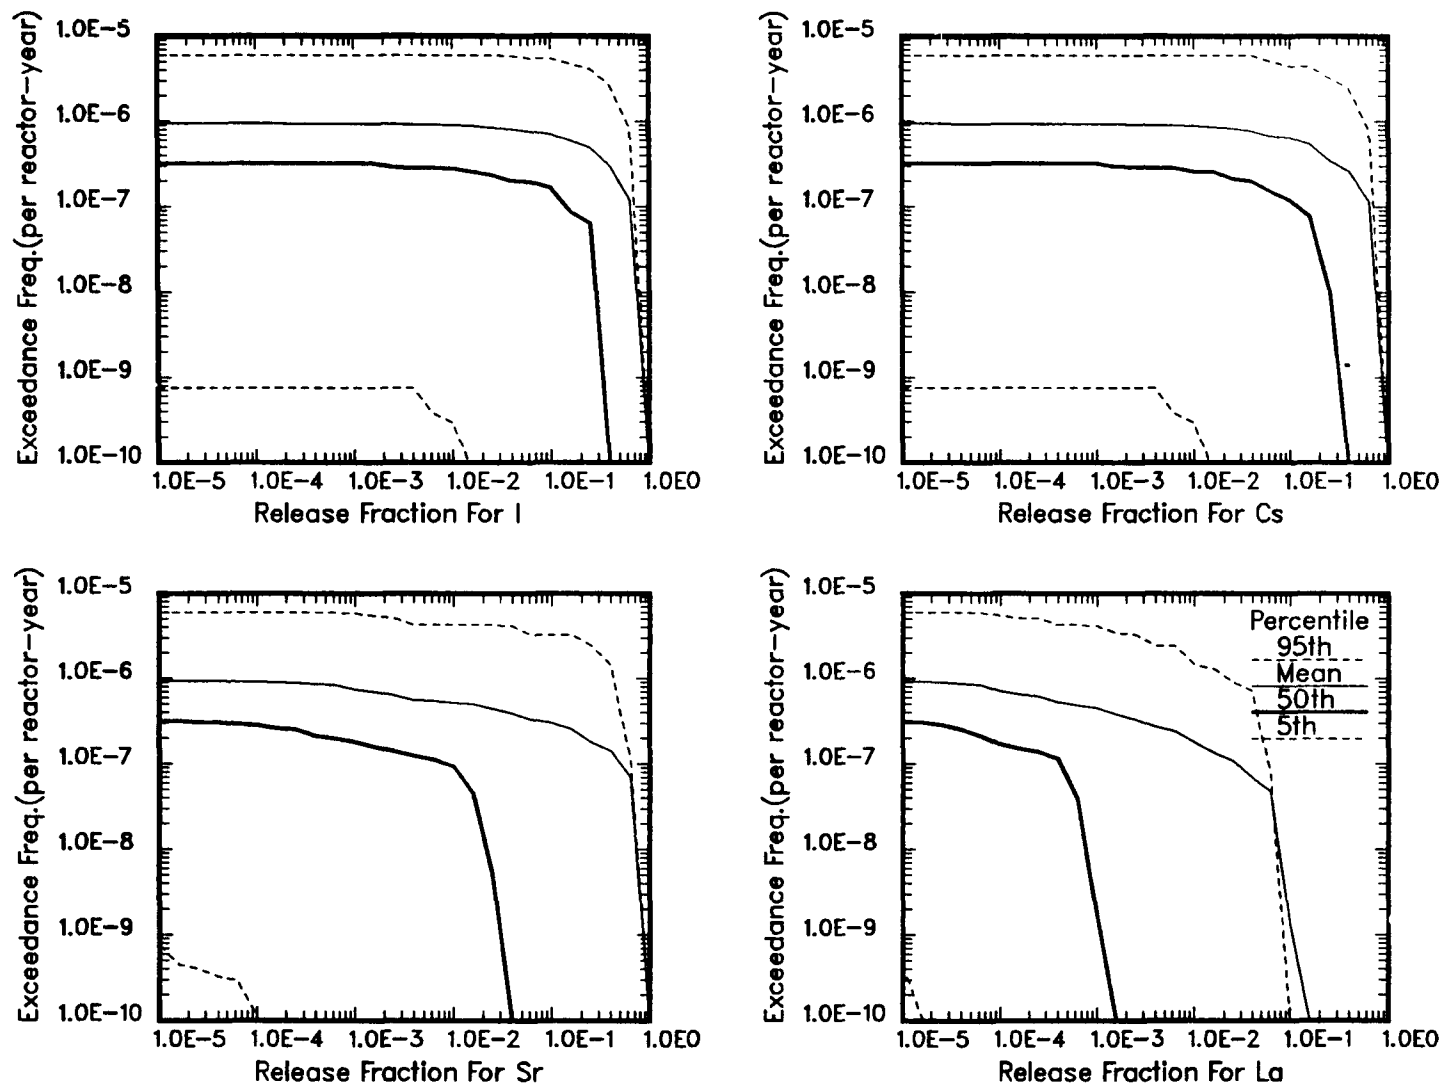 Exceedance Freq.(per reactor-year)
1.0E-5
1.0E-6
1.0E-7
1.0E-8
1.0E-9
1.0E-10
1.0E-5 1.0E-4 1.0E-3 1.0E-2 1.0E-1 1.0E0
Release Fraction For I
Exceedance Freq.(per reactor-year)
1.0E-5
1.0E-6
1.0E-7
1.0E-8
1.0E-9
1.0E-10
1.0E-5 1.0E-4 1.0E-3 1.0E-2 1.0E-1 1.0E0
Release Fraction For Cs
Exceedance Freq.(per reactor-year)
1.0E-5
1.0E-6
1.0E-7
1.0E-8
1.0E-9
1.0E-10
1.0E-5 1.0E-4 1.0E-3 1.0E-2 1.0E-1 1.0E0
Release Fraction For Sr
Exceedance Freq.(per reactor-year)
1.0E-5
1.0E-6
1.0E-7
1.0E-8
1.0E-9
1.0E-10
Percentile
95th
Mean
50th
5th
1.0E-5 1.0E-4 1.0E-3 1.0E-2 1.0E-1 1.0E0
Release Fraction For La